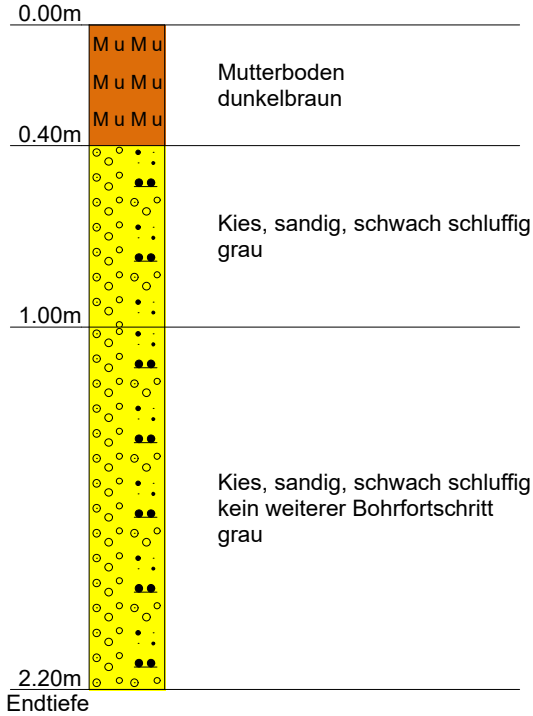 0.00m
M u M u
M u M u
M u M u
Mutterboden
dunkelbraun
0.40m
Kies, sandig, schwach schluffig
grau
1.00m
Kies, sandig, schwach schluffig
kein weiterer Bohrfortschritt
grau
2.20m
Endtiefe